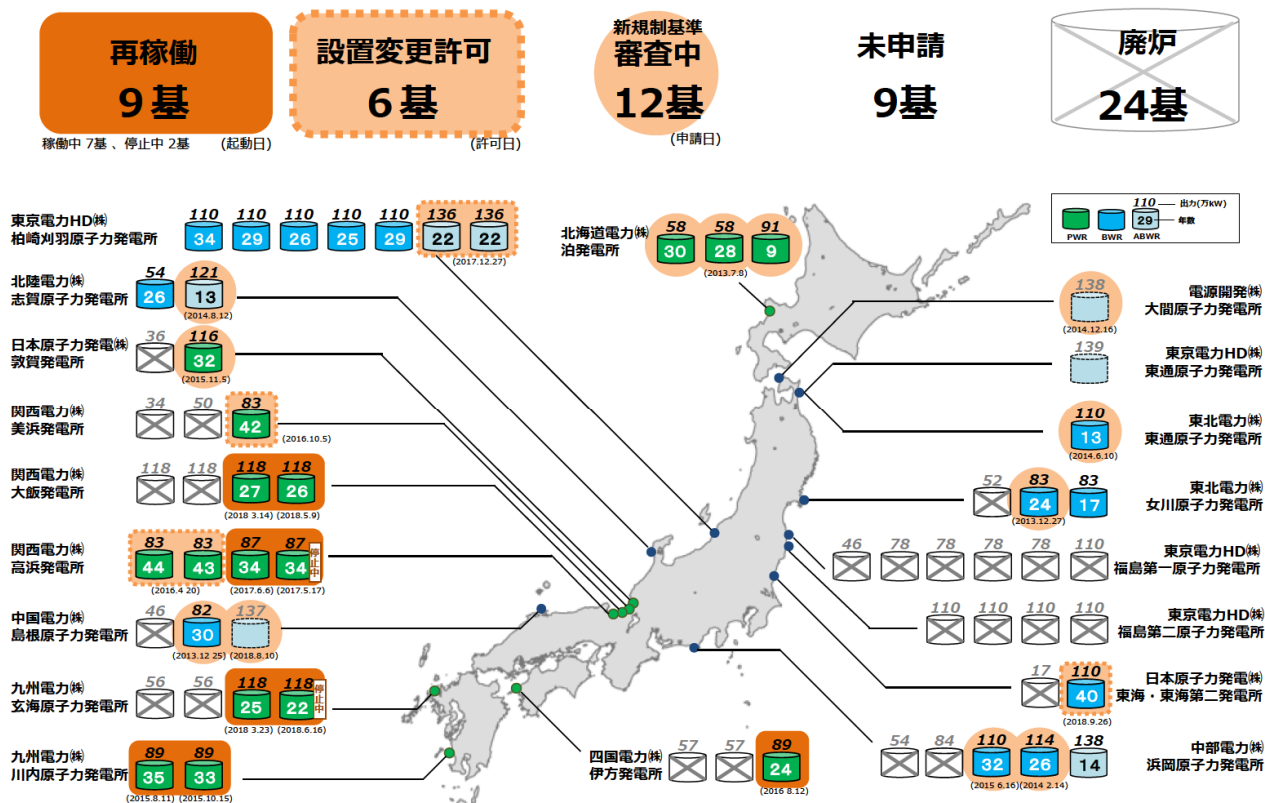 再稼働
9基
稼働中 7基 、停止中 2基
(起動日)
設置変更許可
6基
(許可日)
新規制基準
審査中
12基
(申請日)
未申請
9基
廃炉
24基
110 出力(万kW)
29 年数
PWR BWR ABWR
東京電力HD㈱
柏崎刈羽原子力発電所
110 110 110 110 110 136 136
34 29 26 25 29 22 22
(2017.12.27)
北陸電力㈱
志賀原子力発電所
54 121
26 13
(2014.8.12)
日本原子力発電㈱
敦賀発電所
36 116
32
(2015.11.5)
関西電力㈱
美浜発電所
34 50 83
42
(2016.10.5)
関西電力㈱
大飯発電所
118 118 118 118
27 26
(2018 3.14) (2018.5.9)
関西電力㈱
高浜発電所
83 83 87 87
44 43 34 34
停止中
(2016.4 20) (2017.6.6) (2017.5.17)
中国電力㈱
島根原子力発電所
46 82 137
30
(2013.12 25) (2018.8.10)
九州電力㈱
玄海原子力発電所
56 56 118 118
25 22
停止中
(2018 3.23) (2018.6.16)
九州電力㈱
川内原子力発電所
89 89
35 33
(2015.8.11) (2015.10.15)
北海道電力㈱
泊発電所
58 58 91
30 28 9
(2013.7.8)
電源開発㈱
大間原子力発電所
138
(2014.12.16)
東京電力HD㈱
東通原子力発電所
139
東北電力㈱
東通原子力発電所
110
13
(2014.6.10)
東北電力㈱
女川原子力発電所
52 83 83
24 17
(2013.12.27)
東京電力HD㈱
福島第一原子力発電所
46 78 78 78 78 110
東京電力HD㈱
福島第二原子力発電所
110 110 110 110
日本原子力発電㈱
東海・東海第二発電所
17 110
40
(2018.9.26)
中部電力㈱
浜岡原子力発電所
54 84 110 114 138
32 26 14
(2015 6.16) (2014 2.14)
四国電力㈱
伊方発電所
57 57 89
24
(2016 8.12)